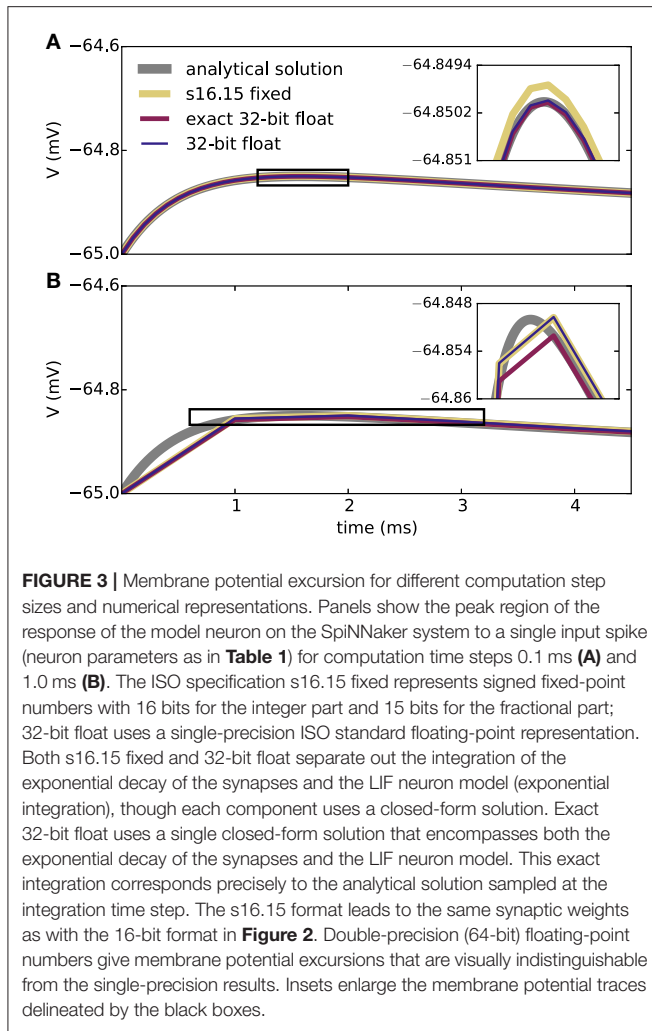 A
−64.6
analytical solution
s16.15 fixed
exact 32-bit float
32-bit float
−64.8494
−64.8502
−64.851
V (mV)
−64.8
−65.0
B
−64.6
−64.848
−64.854
−64.86
V (mV)
−64.8
−65.0
1 2 3 4
time (ms)
FIGURE 3 | Membrane potential excursion for different computation step
sizes and numerical representations. Panels show the peak region of the
response of the model neuron on the SpiNNaker system to a single input spike
(neuron parameters as in Table 1) for computation time steps 0.1 ms (A) and
1.0 ms (B). The ISO specification s16.15 fixed represents signed fixed-point
numbers with 16 bits for the integer part and 15 bits for the fractional part;
32-bit float uses a single-precision ISO standard floating-point representation.
Both s16.15 fixed and 32-bit float separate out the integration of the
exponential decay of the synapses and the LIF neuron model (exponential
integration), though each component uses a closed-form solution. Exact
32-bit float uses a single closed-form solution that encompasses both the
exponential decay of the synapses and the LIF neuron model. This exact
integration corresponds precisely to the analytical solution sampled at the
integration time step. The s16.15 format leads to the same synaptic weights
as with the 16-bit format in Figure 2. Double-precision (64-bit) floating-point
numbers give membrane potential excursions that are visually indistinguishable
from the single-precision results. Insets enlarge the membrane potential traces
delineated by the black boxes.